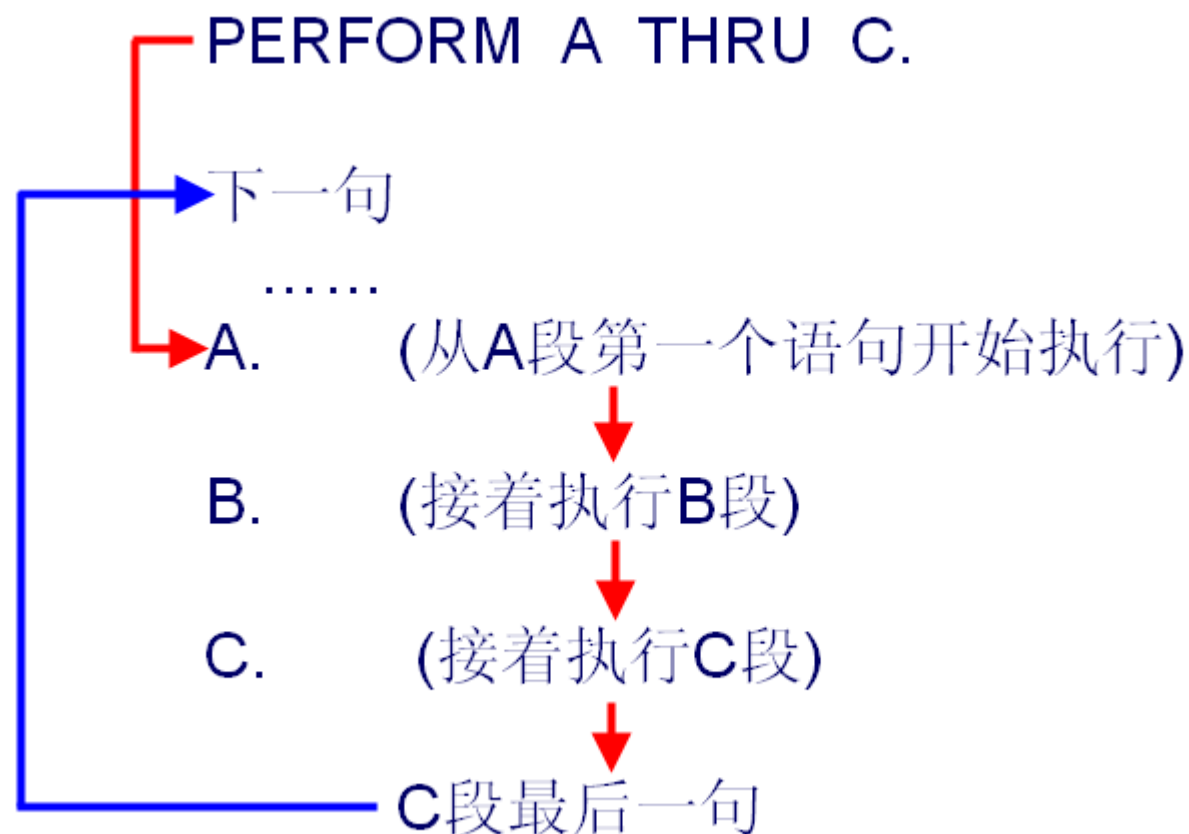 PERFORM A THRU C.
下一句
……
A. (从A段第一个语句开始执行)
B. (接着执行B段)
C. (接着执行C段)
C段最后一句